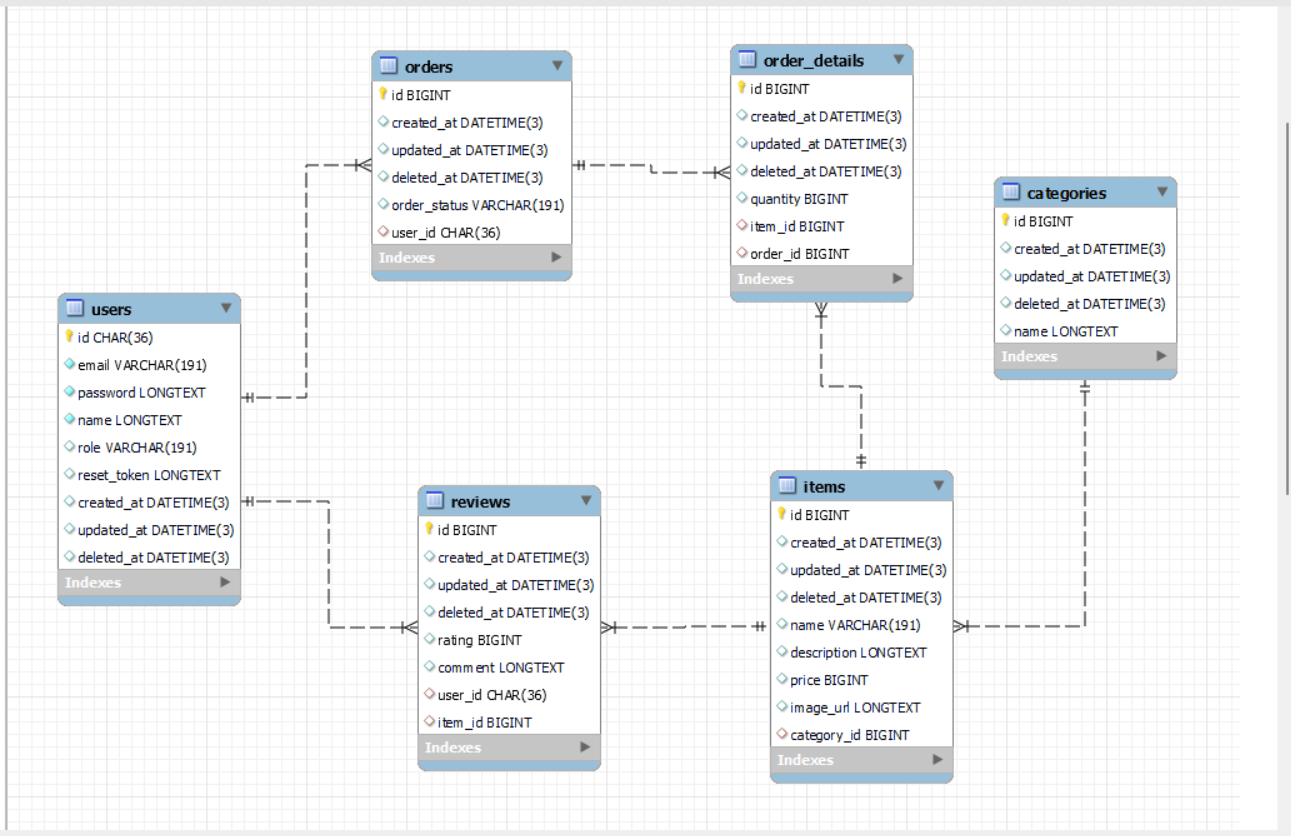 orders
id BIGINT
created_at DATETIME(3)
updated_at DATETIME(3)
deleted_at DATETIME(3)
order_status VARCHAR(191)
user_id CHAR(36)
Indexes
order_details
id BIGINT
created_at DATETIME(3)
updated_at DATETIME(3)
deleted_at DATETIME(3)
quantity BIGINT
item_id BIGINT
order_id BIGINT
Indexes
categories
id BIGINT
created_at DATETIME(3)
updated_at DATETIME(3)
deleted_at DATETIME(3)
name LONGTEXT
Indexes
users
id CHAR(36)
email VARCHAR(191)
password LONGTEXT
name LONGTEXT
role VARCHAR(191)
reset_token LONGTEXT
created_at DATETIME(3)
updated_at DATETIME(3)
deleted_at DATETIME(3)
Indexes
reviews
id BIGINT
created_at DATETIME(3)
updated_at DATETIME(3)
deleted_at DATETIME(3)
rating BIGINT
comment LONGTEXT
user_id CHAR(36)
item_id BIGINT
Indexes
items
id BIGINT
created_at DATETIME(3)
updated_at DATETIME(3)
deleted_at DATETIME(3)
name VARCHAR(191)
description LONGTEXT
price BIGINT
image_url LONGTEXT
category_id BIGINT
Indexes